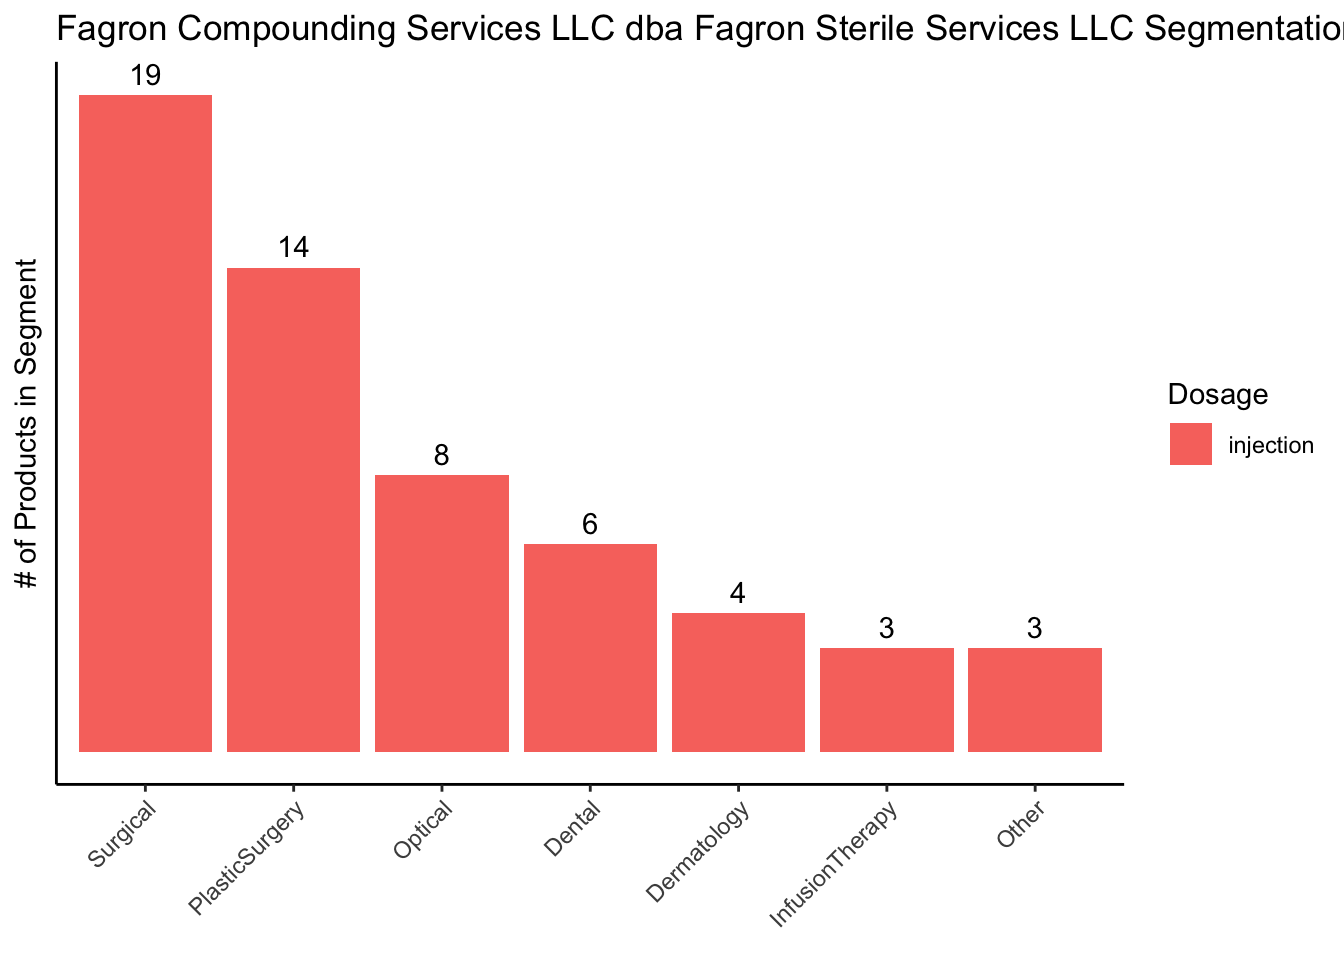 Fagron Compounding Services LLC dba Fagron Sterile Services LLC Segmentation
# of Products in Segment
19
14
8
6
4
3
3
Surgical
PlasticSurgery
Optical
Dental
Dermatology
InfusionTherapy
Other
Dosage
injection